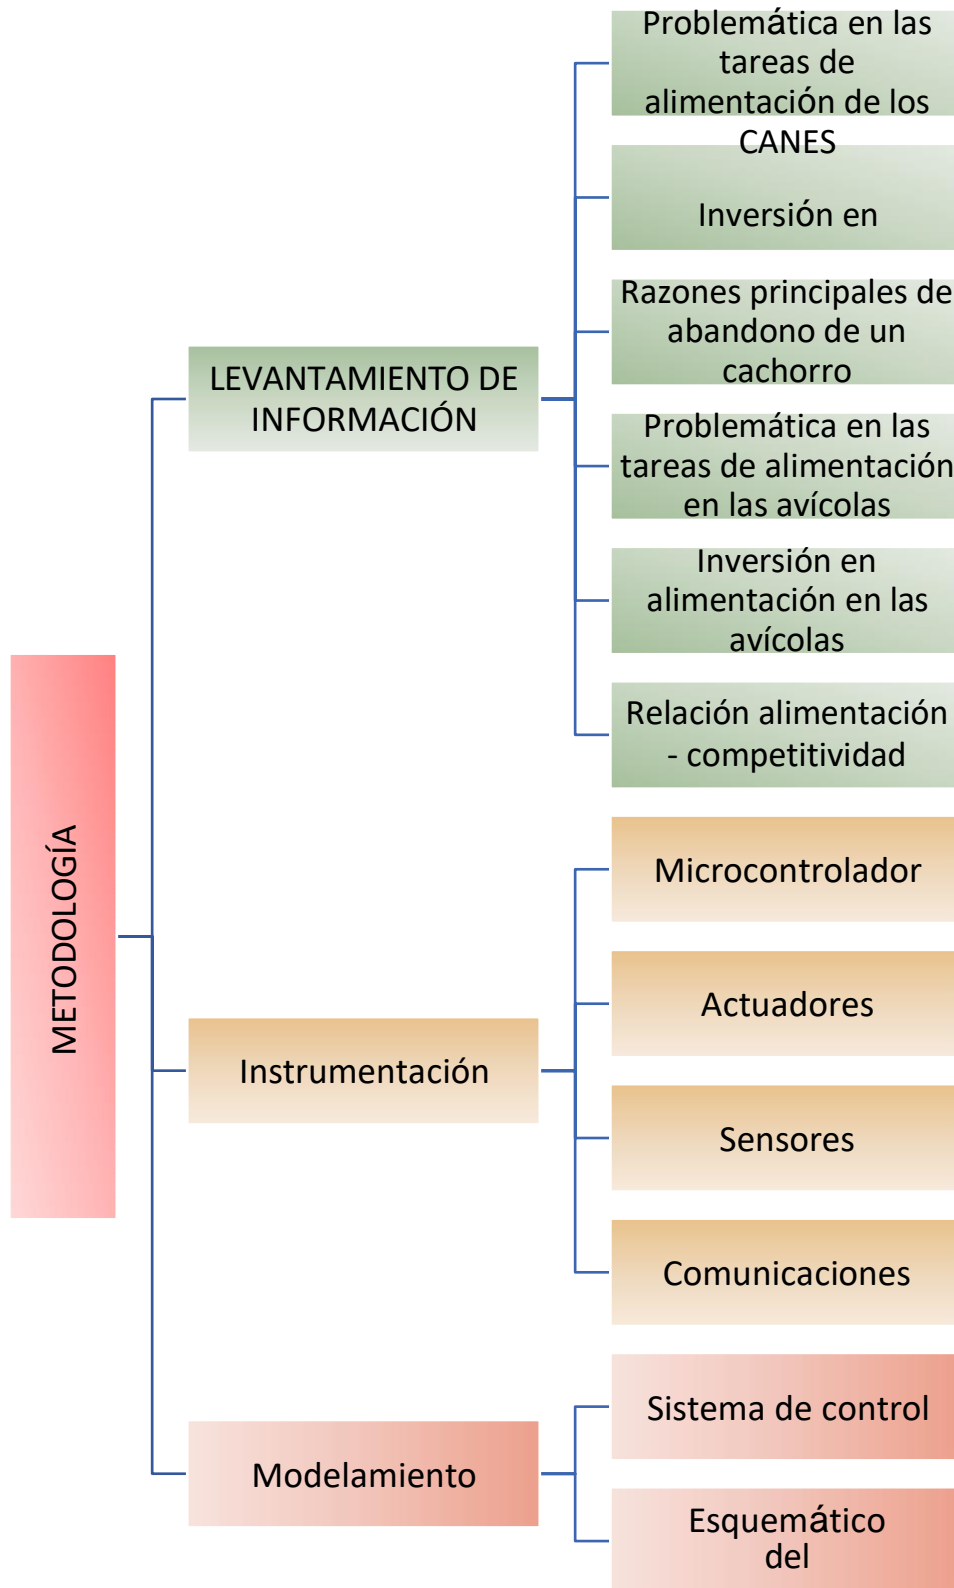 Problemática en las
tareas de
alimentación de los
CANES
Inversión en
Razones principales de
abandono de un
cachorro
LEVANTAMIENTO DE
INFORMACIÓN
Problemática en las
tareas de alimentación
en las avícolas
Inversión en
alimentación en las
avícolas
Relación alimentación
- competitividad
METODOLOGÍA
Microcontrolador
Actuadores
Instrumentación
Sensores
Comunicaciones
Sistema de control
Modelamiento
Esquemático
del